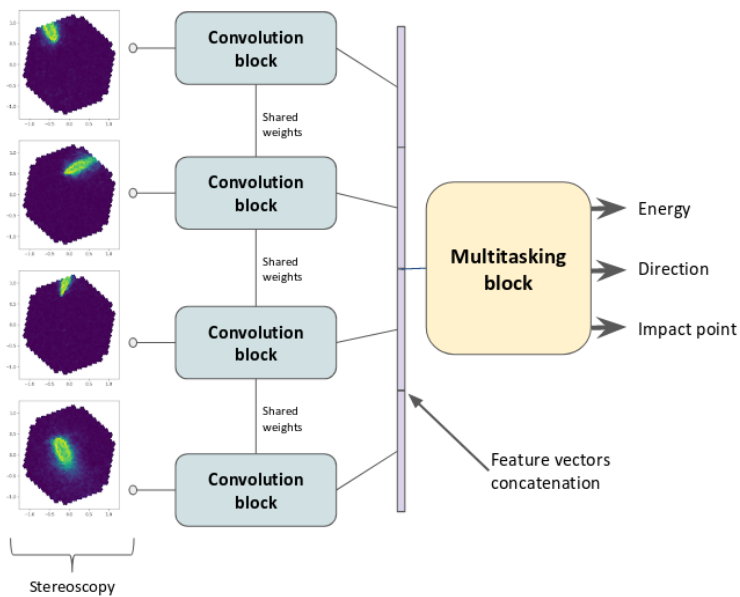 Convolution
block
Shared
weights
Convolution
block
Shared
weights
Convolution
block
Shared
weights
Convolution
block
Multitasking
block
Energy
Direction
Impact point
Feature vectors
concatenation
Stereoscopy